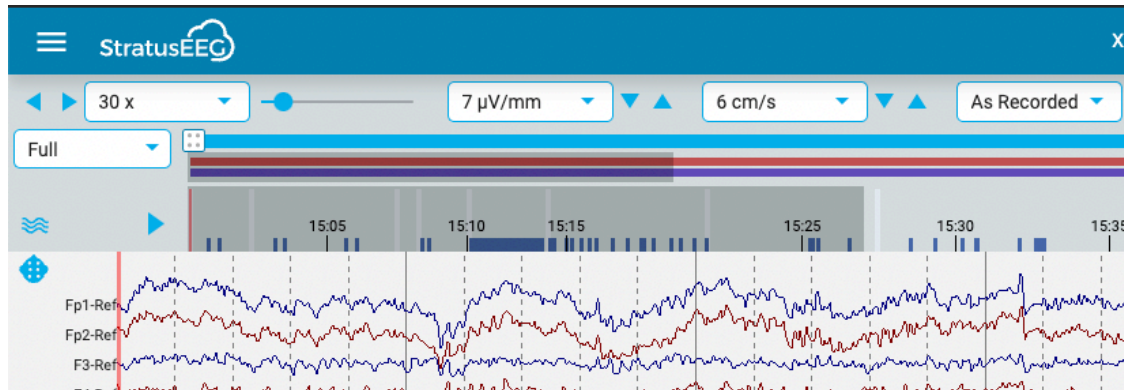 StratusEEG
X
30 x
7 µV/mm
6 cm/s
As Recorded
Full
15:05 15:10 15:15 15:25 15:30 15:35
Fp1-Ref
Fp2-Ref
F3-Ref